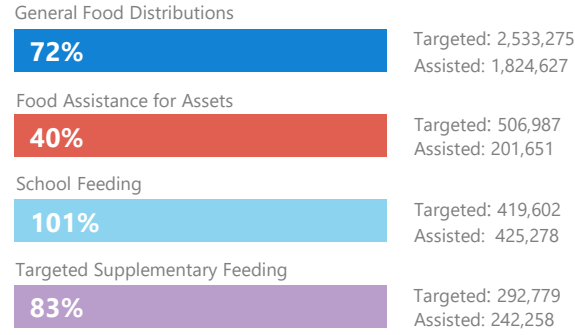 General Food Distributions
72%
Targeted: 2,533,275
Assisted: 1,824,627
Food Assistance for Assets
40%
Targeted: 506,987
Assisted: 201,651
School Feeding
101%
Targeted: 419,602
Assisted: 425,278
Targeted Supplementary Feeding
83%
Targeted: 292,779
Assisted: 242,258